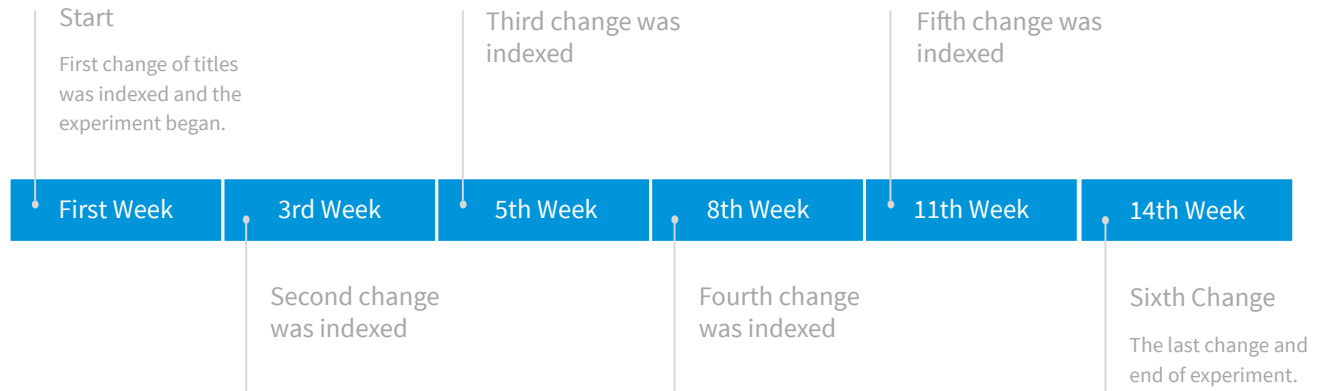 Start
First change of titles
was indexed and the
experiment began.
Third change was
indexed
Fifth change was
indexed
First Week
3rd Week
5th Week
8th Week
11th Week
14th Week
Second change
was indexed
Fourth change
was indexed
Sixth Change
The last change and
end of experiment.